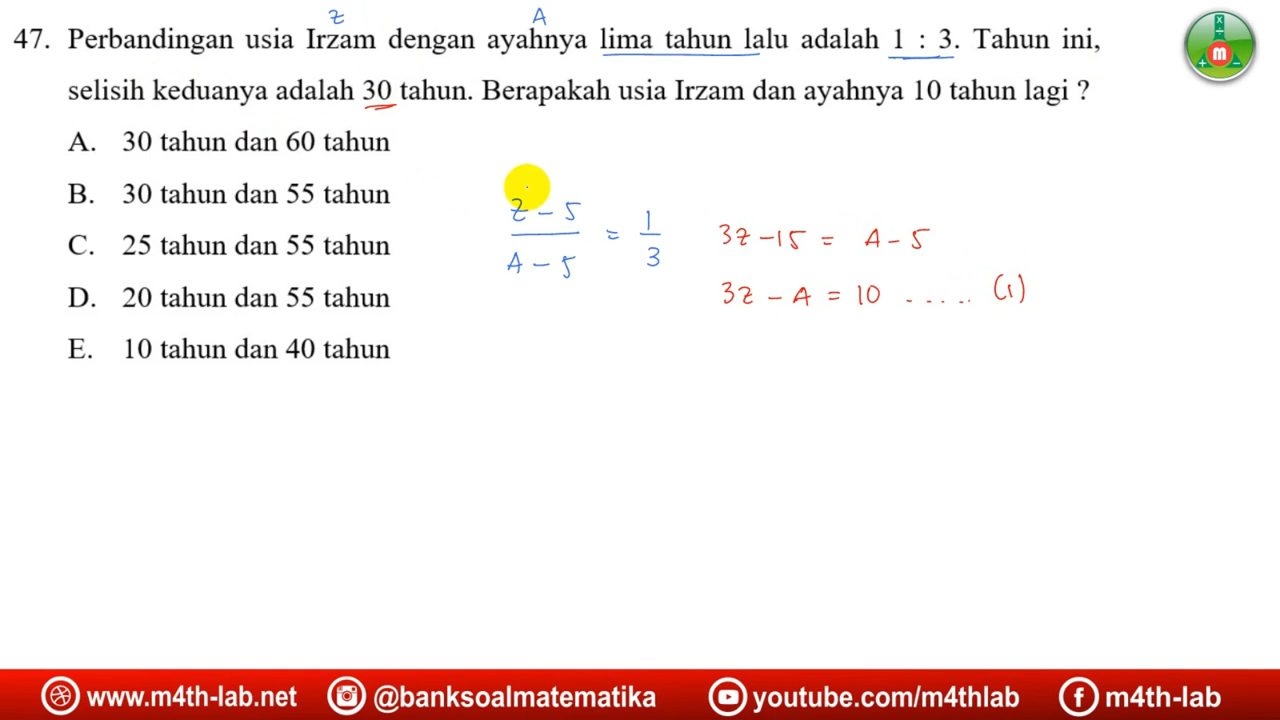 z A
47. Perbandingan usia Irzam dengan ayahnya lima tahun lalu adalah 1 : 3. Tahun ini,
selisih keduanya adalah 30 tahun. Berapakah usia Irzam dan ayahnya 10 tahun lagi ?
A. 30 tahun dan 60 tahun
B. 30 tahun dan 55 tahun
C. 25 tahun dan 55 tahun
D. 20 tahun dan 55 tahun
E. 10 tahun dan 40 tahun
z - 5 / A - 5 = 1 / 3
3z - 15 = A - 5
3z - A = 10 ..... (1)
x ÷ m + -
www.m4th-lab.net @banksoalmatematika youtube.com/m4thlab m4th-lab